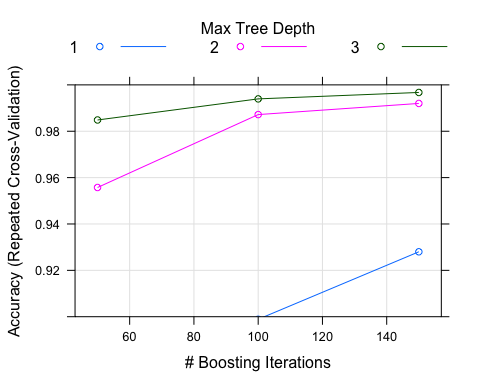 Max Tree Depth
1 2 3
Accuracy (Repeated Cross-Validation)
0.98
0.96
0.94
0.92
60 80 100 120 140
# Boosting Iterations